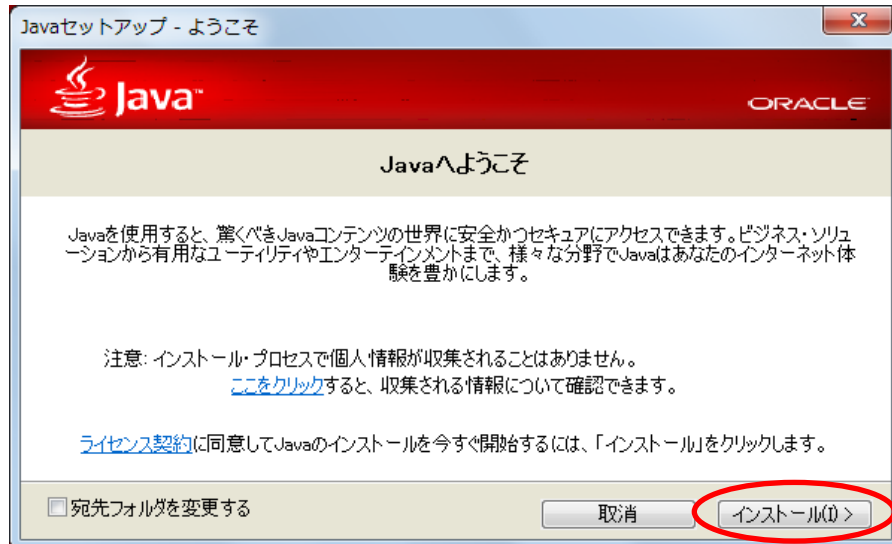 Javaセットアップ - ようこそ
Java™
ORACLE
Javaへようこそ
Javaを使用すると、驚くべきJavaコンテンツの世界に安全かつセキュアにアクセスできます。ビジネス・ソリュ
ーションから有用なユーティリティやエンターテインメントまで、様々な分野でJavaはあなたのインターネット体
験を豊かにします。
注意: インストール・プロセスで個人情報が収集されることはありません。
ここをクリックすると、収集される情報について確認できます。
ライセンス契約に同意してJavaのインストールを今すぐ開始するには、「インストール」をクリックします。
宛先フォルダを変更する
取消
インストール(I) >